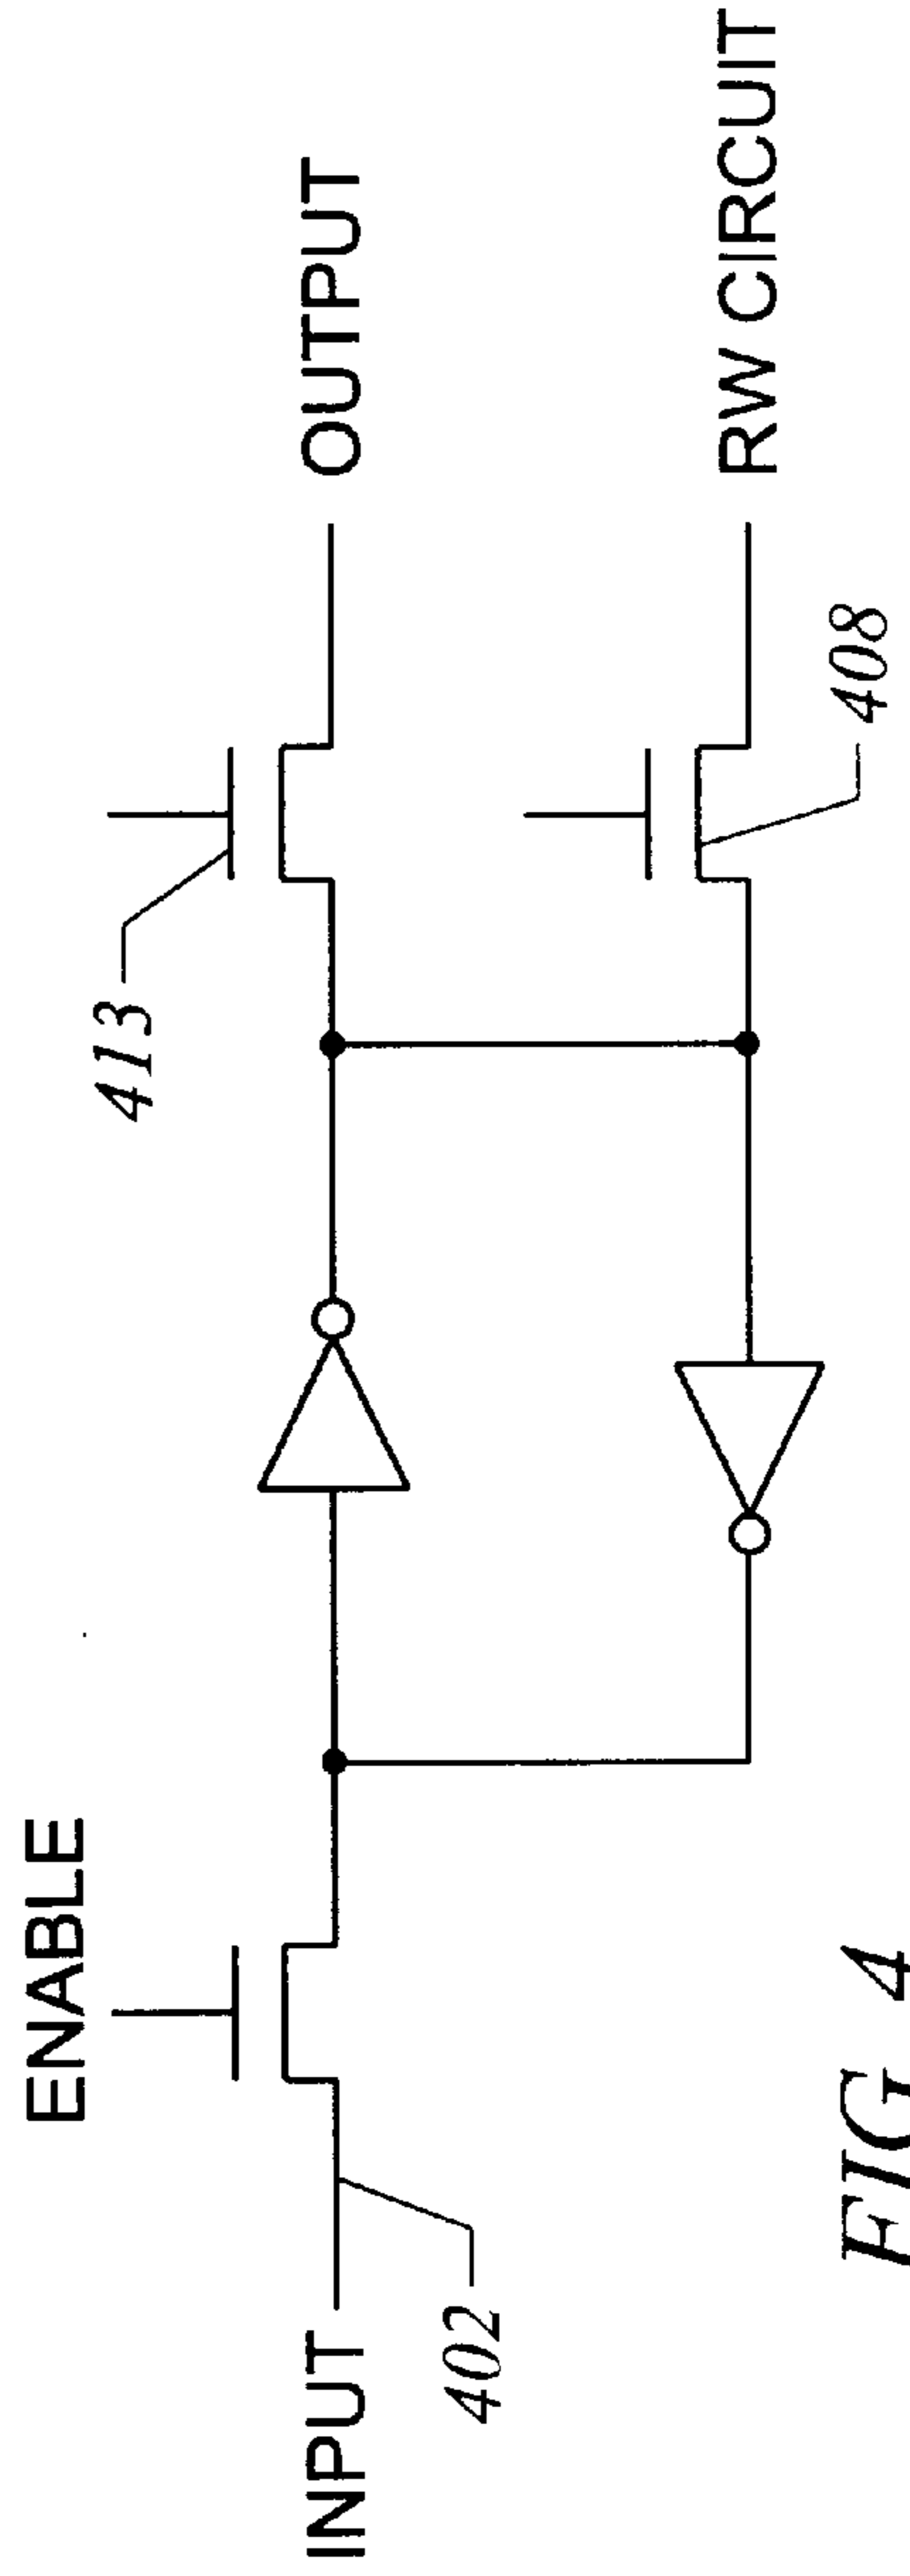 ENABLE
INPUT
402
413
OUTPUT
408
RW CIRCUIT
FIG 4